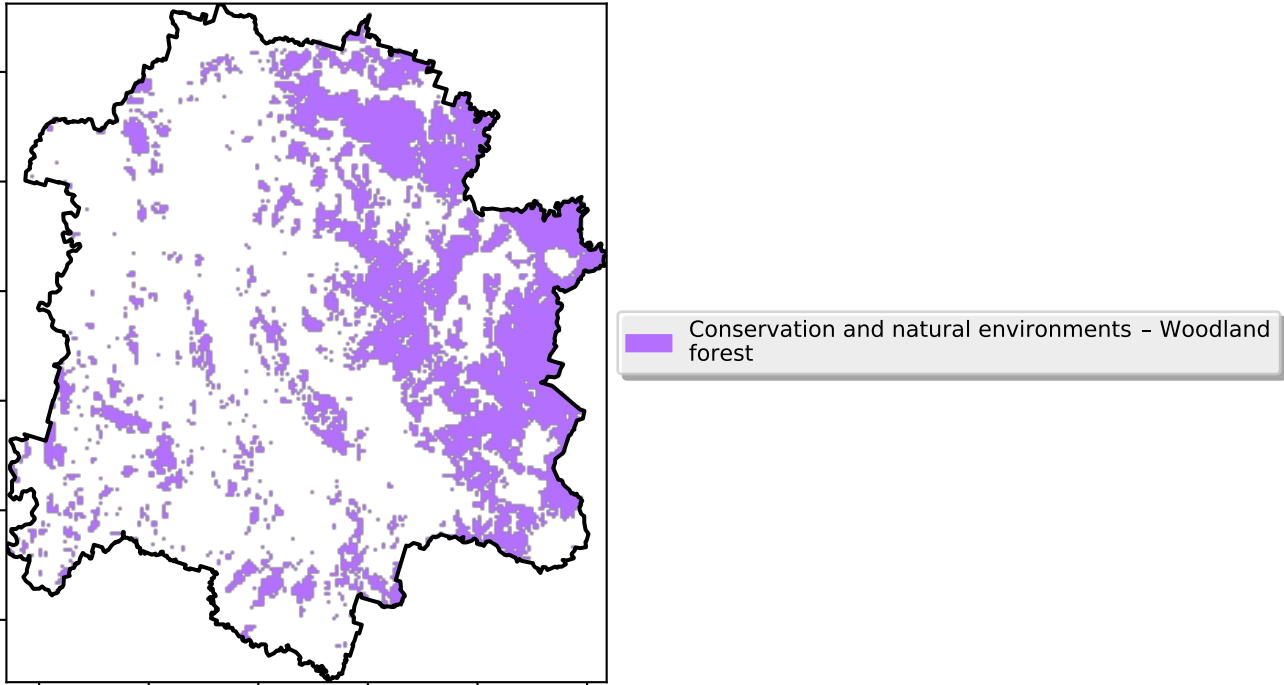 Conservation and natural environments – Woodland
forest